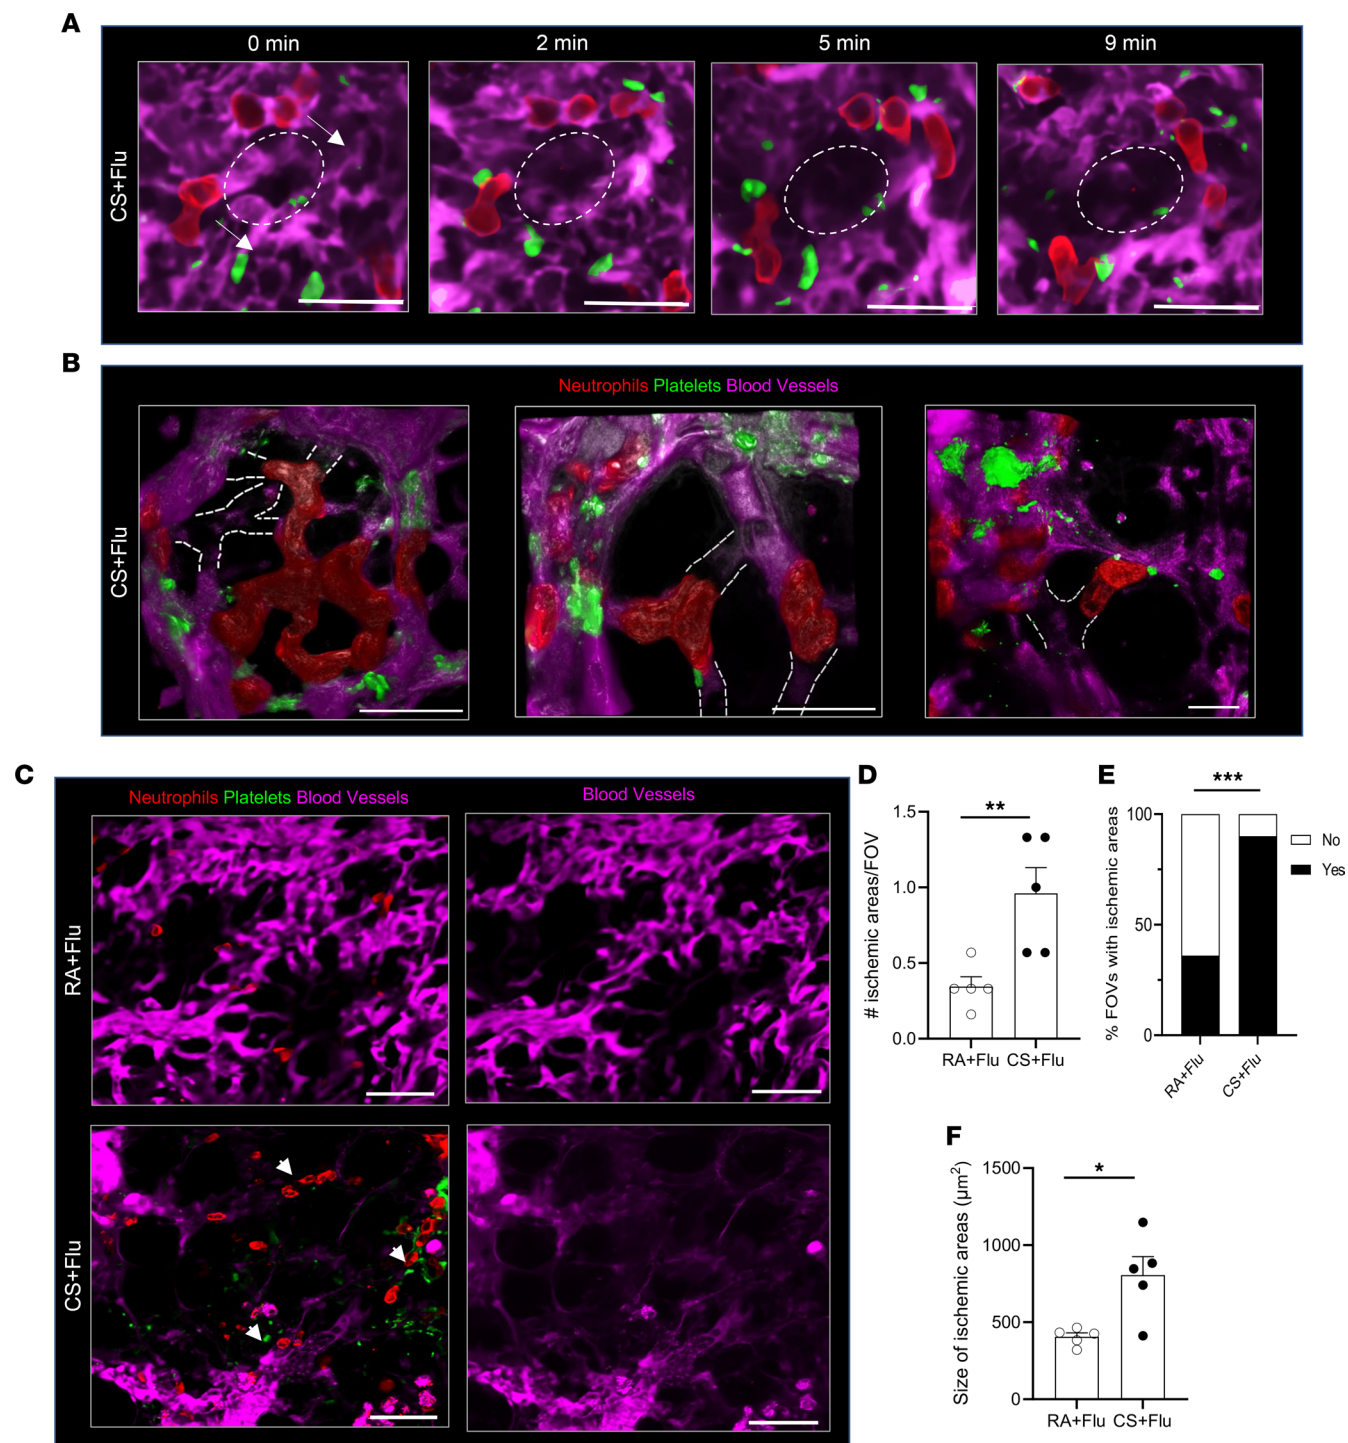 A
0 min 2 min 5 min 9 min
CS+Flu
B
Neutrophils Platelets Blood Vessels
CS+Flu
C
Neutrophils Platelets Blood Vessels
Blood Vessels
RA+Flu
CS+Flu
D
# ischemic areas/FOV
1.5
1.0
0.5
0.0
**
RA+Flu CS+Flu
E
% FOVs with ischemic areas
100
50
0
***
No
Yes
RA+Flu
CS+Flu
F
Size of ischemic areas (µm²)
1500
1000
500
0
*
RA+Flu CS+Flu